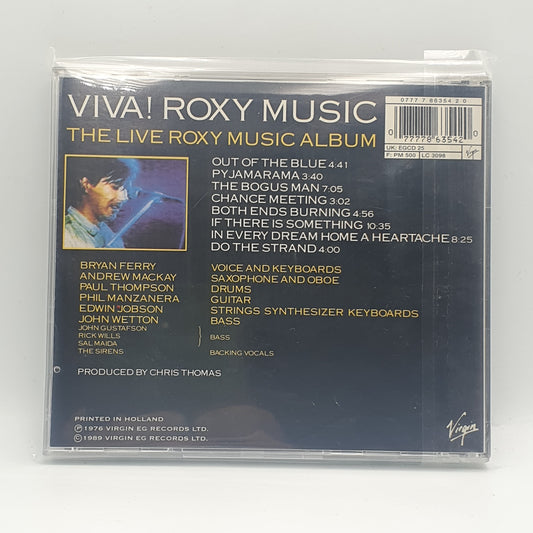 VIVA! ROXY MUSIC
THE LIVE ROXY MUSIC ALBUM
0777 7 86354 2 0
0 77778 63542 0
UK: EGCD 25
F: PM 500 LC 3098
Virgin
OUT OF THE BLUE 4:41
PYJAMARAMA 3:40
THE BOGUS MAN 7:05
CHANCE MEETING 3:02
BOTH ENDS BURNING 4:56
IF THERE IS SOMETHING 10:35
IN EVERY DREAM HOME A HEARTACHE 8:25
DO THE STRAND 4:00
BRYAN FERRY VOICE AND KEYBOARDS
ANDREW MACKAY SAXOPHONE AND OBOE
PAUL THOMPSON DRUMS
PHIL MANZANERA GUITAR
EDWIN JOBSON STRINGS SYNTHESIZER KEYBOARDS
JOHN WETTON BASS
JOHN GUSTAFSON
RICK WILLS BASS
SAL MAIDA
THE SIRENS BACKING VOCALS
PRODUCED BY CHRIS THOMAS
PRINTED IN HOLLAND
℗ 1976 VIRGIN EG RECORDS LTD.
© 1989 VIRGIN EG RECORDS LTD.
Virgin